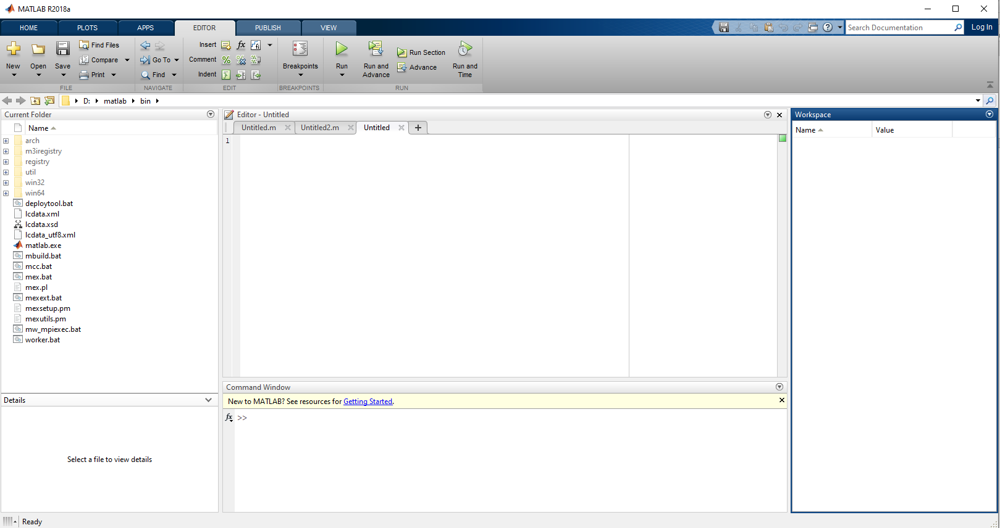 MATLAB R2018a
HOME PLOTS APPS EDITOR PUBLISH VIEW Search Documentation Log In
New Open Save Find Files Compare Print
Go To Find
Insert fx fi
Comment % %
Indent
Breakpoints Run Run and Advance Run Section Advance Run and Time
FILE NAVIGATE EDIT BREAKPOINTS RUN
D: matlab bin
Current Folder
Name
arch
m3iregistry
registry
util
win32
win64
deploytool.bat
lcdata.xml
lcdata.xsd
lcdata_utf8.xml
matlab.exe
mbuild.bat
mcc.bat
mex.bat
mex.pl
mexext.bat
mexsetup.pm
mexutils.pm
mw_mpiexec.bat
worker.bat
Details
Select a file to view details
Editor - Untitled
Untitled.m Untitled2.m Untitled +
1
Command Window
New to MATLAB? See resources for Getting Started.
fx >>
Workspace
Name Value
Ready